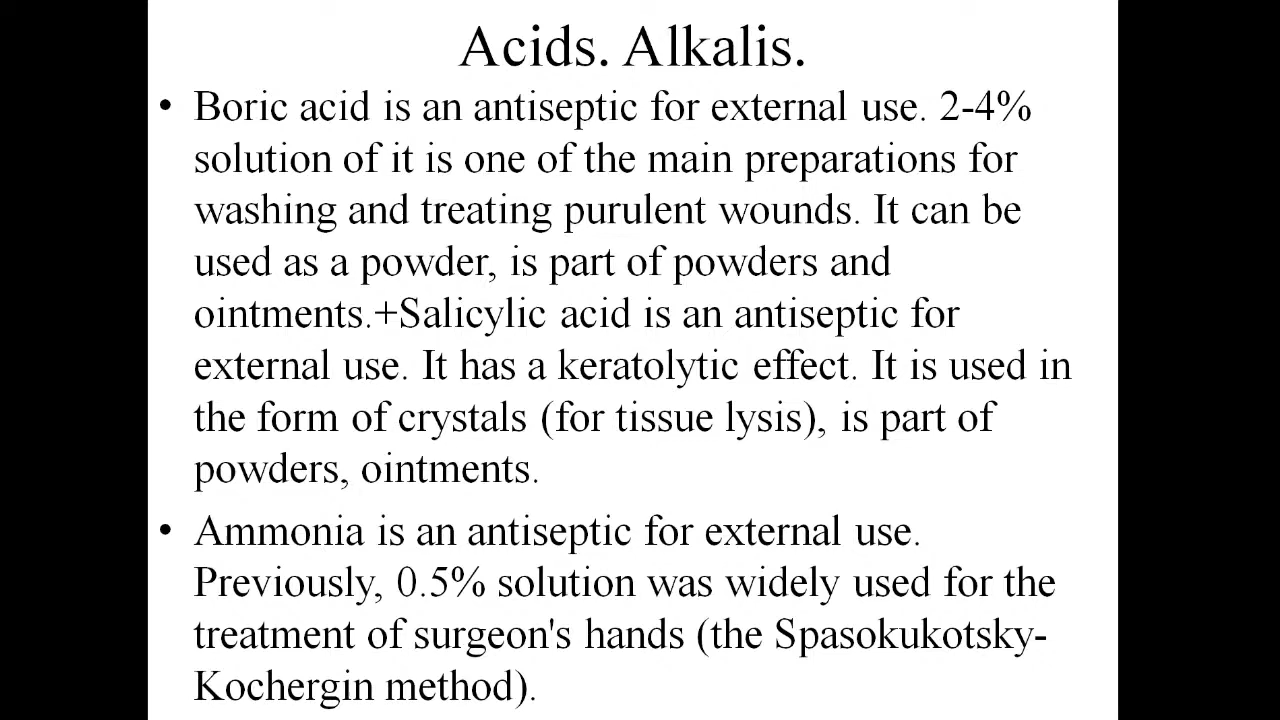 Acids. Alkalis.
• Boric acid is an antiseptic for external use. 2-4%
solution of it is one of the main preparations for
washing and treating purulent wounds. It can be
used as a powder, is part of powders and
ointments.+Salicylic acid is an antiseptic for
external use. It has a keratolytic effect. It is used in
the form of crystals (for tissue lysis), is part of
powders, ointments.
• Ammonia is an antiseptic for external use.
Previously, 0.5% solution was widely used for the
treatment of surgeon's hands (the Spasokukotsky-
Kochergin method).